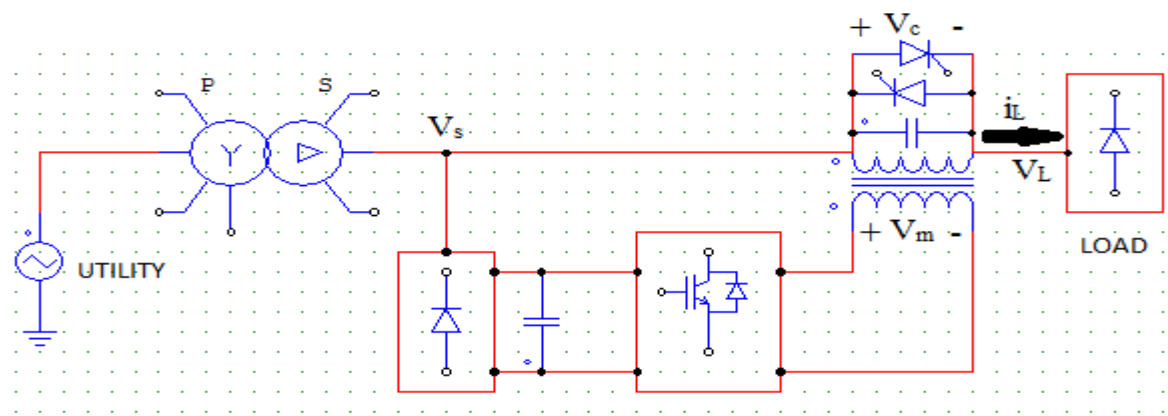 + Vc -
P
S
Vs
iL
VL
+ Vm -
LOAD
UTILITY